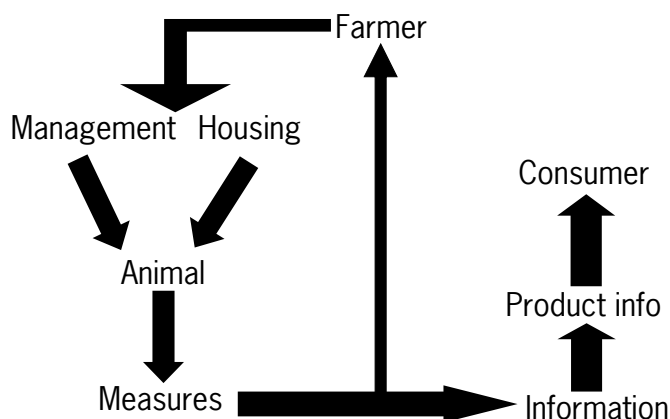 Farmer
Management Housing
Consumer
Animal
Product info
Measures
Information